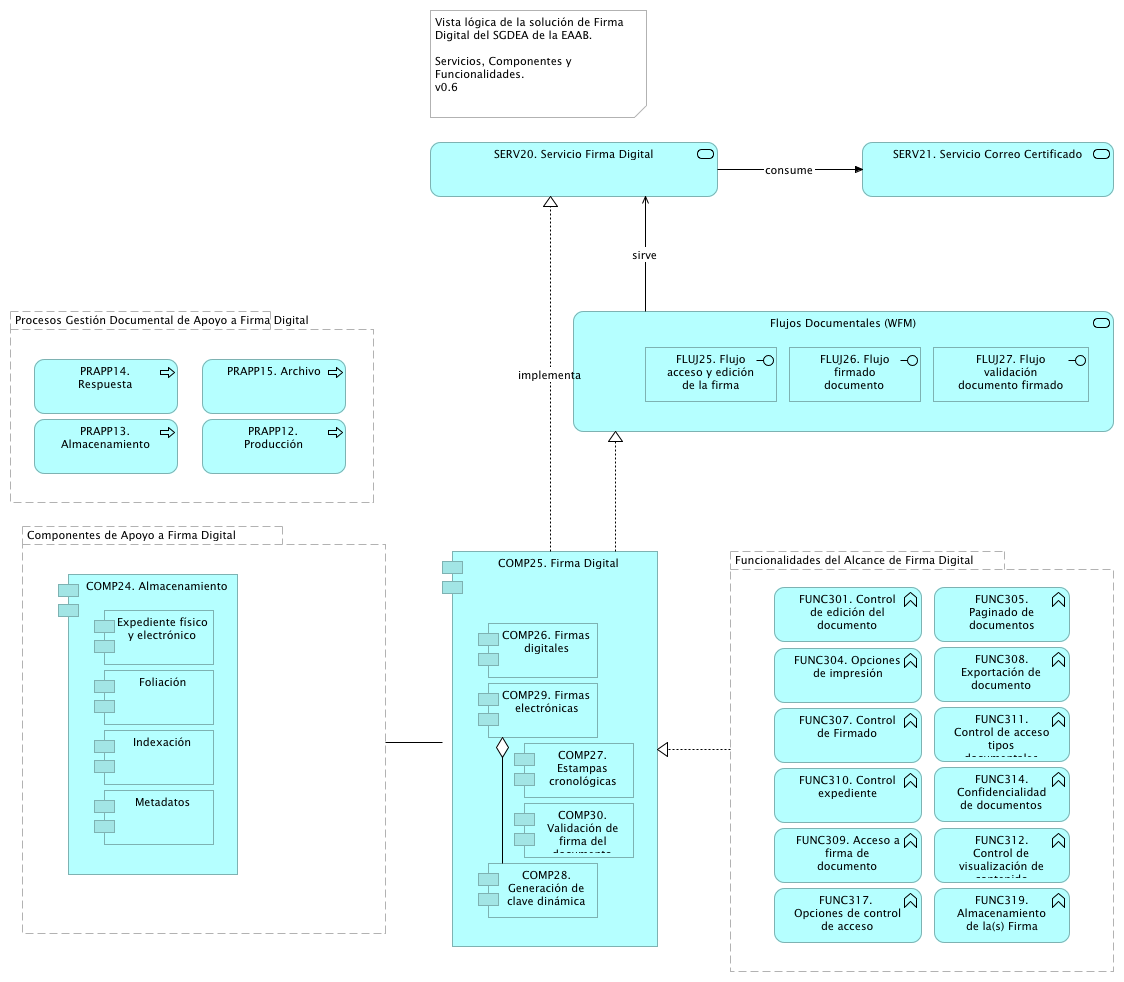 Vista lógica de la solución de Firma
Digital del SGDEA de la EAAB.
Servicios, Componentes y
Funcionalidades.
v0.6
SERV20. Servicio Firma Digital
consume
SERV21. Servicio Correo Certificado
sirve
implementa
Procesos Gestión Documental de Apoyo a Firma Digital
PRAPP14.
Respuesta
PRAPP15. Archivo
PRAPP13.
Almacenamiento
PRAPP12.
Producción
Flujos Documentales (WFM)
FLUJ25. Flujo
acceso y edición
de la firma
FLUJ26. Flujo
firmado
documento
FLUJ27. Flujo
validación
documento firmado
Componentes de Apoyo a Firma Digital
COMP24. Almacenamiento
Expediente físico
y electrónico
Foliación
Indexación
Metadatos
COMP25. Firma Digital
COMP26. Firmas
digitales
COMP29. Firmas
electrónicas
COMP27.
Estampas
cronológicas
COMP30.
Validación de
firma del
COMP28.
Generación de
clave dinámica
Funcionalidades del Alcance de Firma Digital
FUNC301. Control
de edición del
documento
FUNC305.
Paginado de
documentos
FUNC304. Opciones
de impresión
FUNC308.
Exportación de
documento
FUNC307. Control
de Firmado
FUNC311.
Control de acceso
tipos
FUNC310. Control
expediente
FUNC314.
Confidencialidad
de documentos
FUNC309. Acceso a
firma de
documento
FUNC312.
Control de
visualización de
FUNC317.
Opciones de control
de acceso
FUNC319.
Almacenamiento
de la(s) Firma